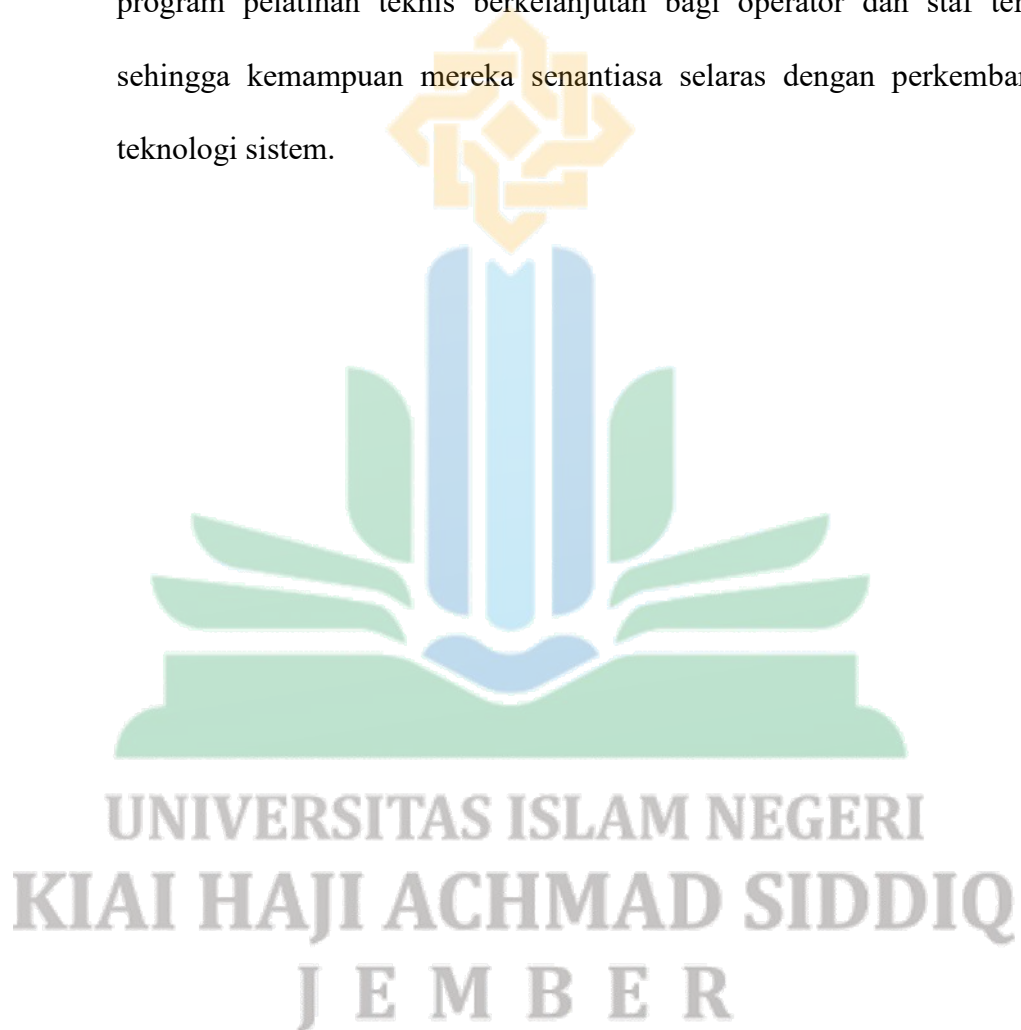 program pelatihan teknis berkelanjutan bagi operator dan staf
sehingga kemampuan mereka senantiasa selaras dengan
teknologi sistem.
UNIVERSITAS ISLAM NEGERI
KIAI HAJI ACHMAD SIDDIQ
JEMBER